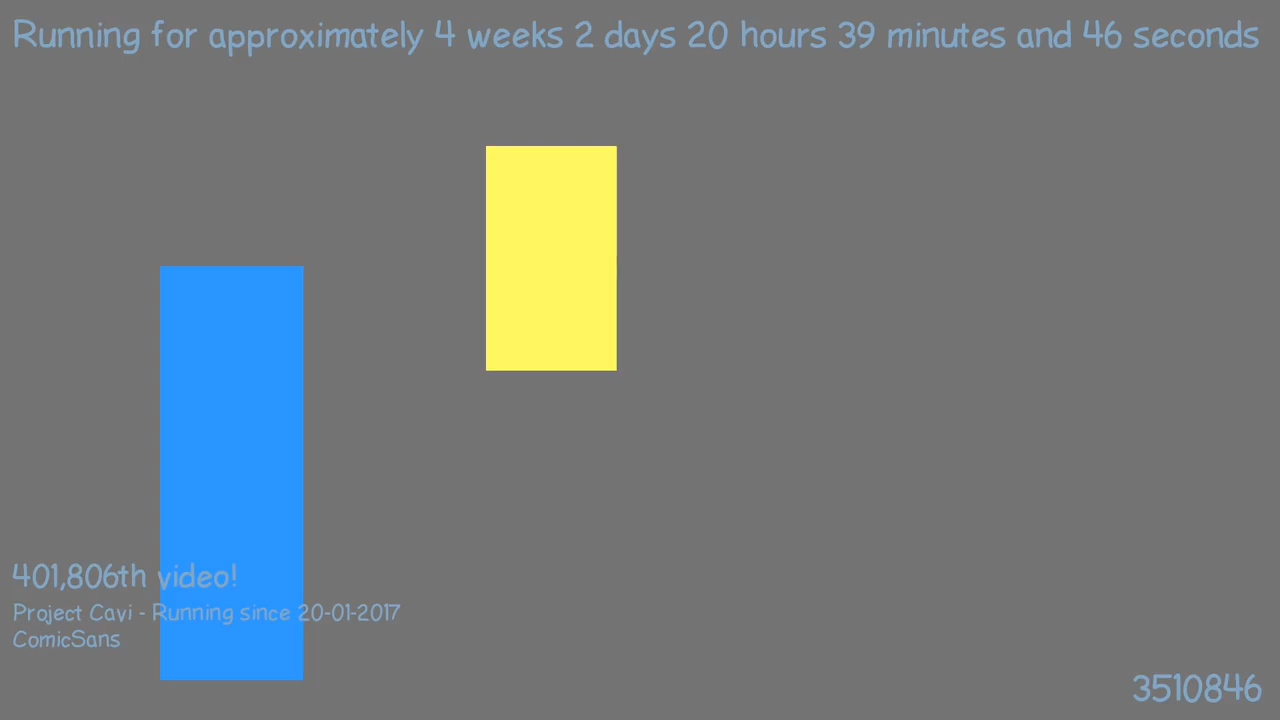 Running for approximately 4 weeks 2 days 20 hours 39 minutes and 46 seconds
401,806th video!
Project Cavi - Running since 20-01-2017
ComicSans
3510846